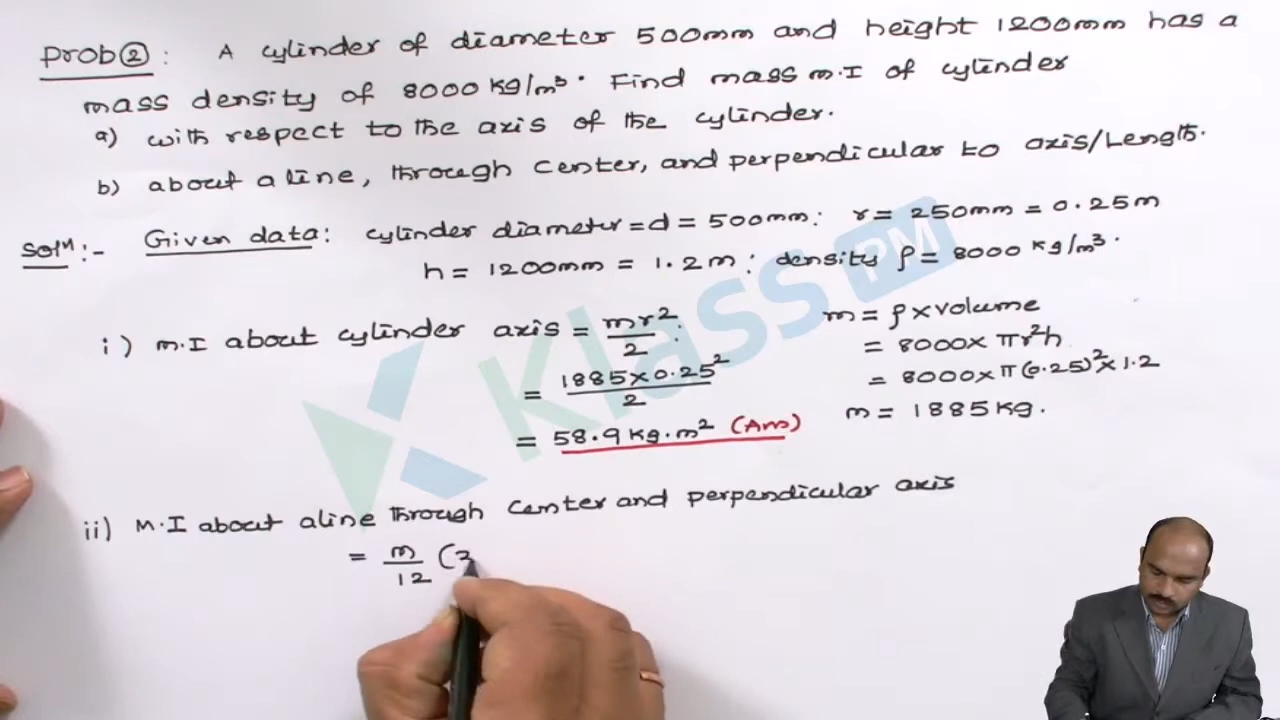 Prob②: A cylinder of diameter 500mm and height 1200mm has a
mass density of 8000 kg/m³. Find mass M.I of cylinder
a) with respect to the axis of the cylinder.
b) about a line, through center, and perpendicular to axis/Length.
Solⁿ:- Given data: cylinder diameter = d = 500mm: r = 250mm = 0.25m
h = 1200mm = 1.2m: density ρ = 8000 kg/m³.
i) M.I about cylinder axis = mr²/2:
= 1885×0.25²/2
= 58.9 kg.m² (Ans)
m = ρ × volume
= 8000 × πr²h
= 8000 × π(0.25)² × 1.2
m = 1885 kg.
ii) M.I about a line through center and perpendicular axis
= m/12 (3
Klass
PM